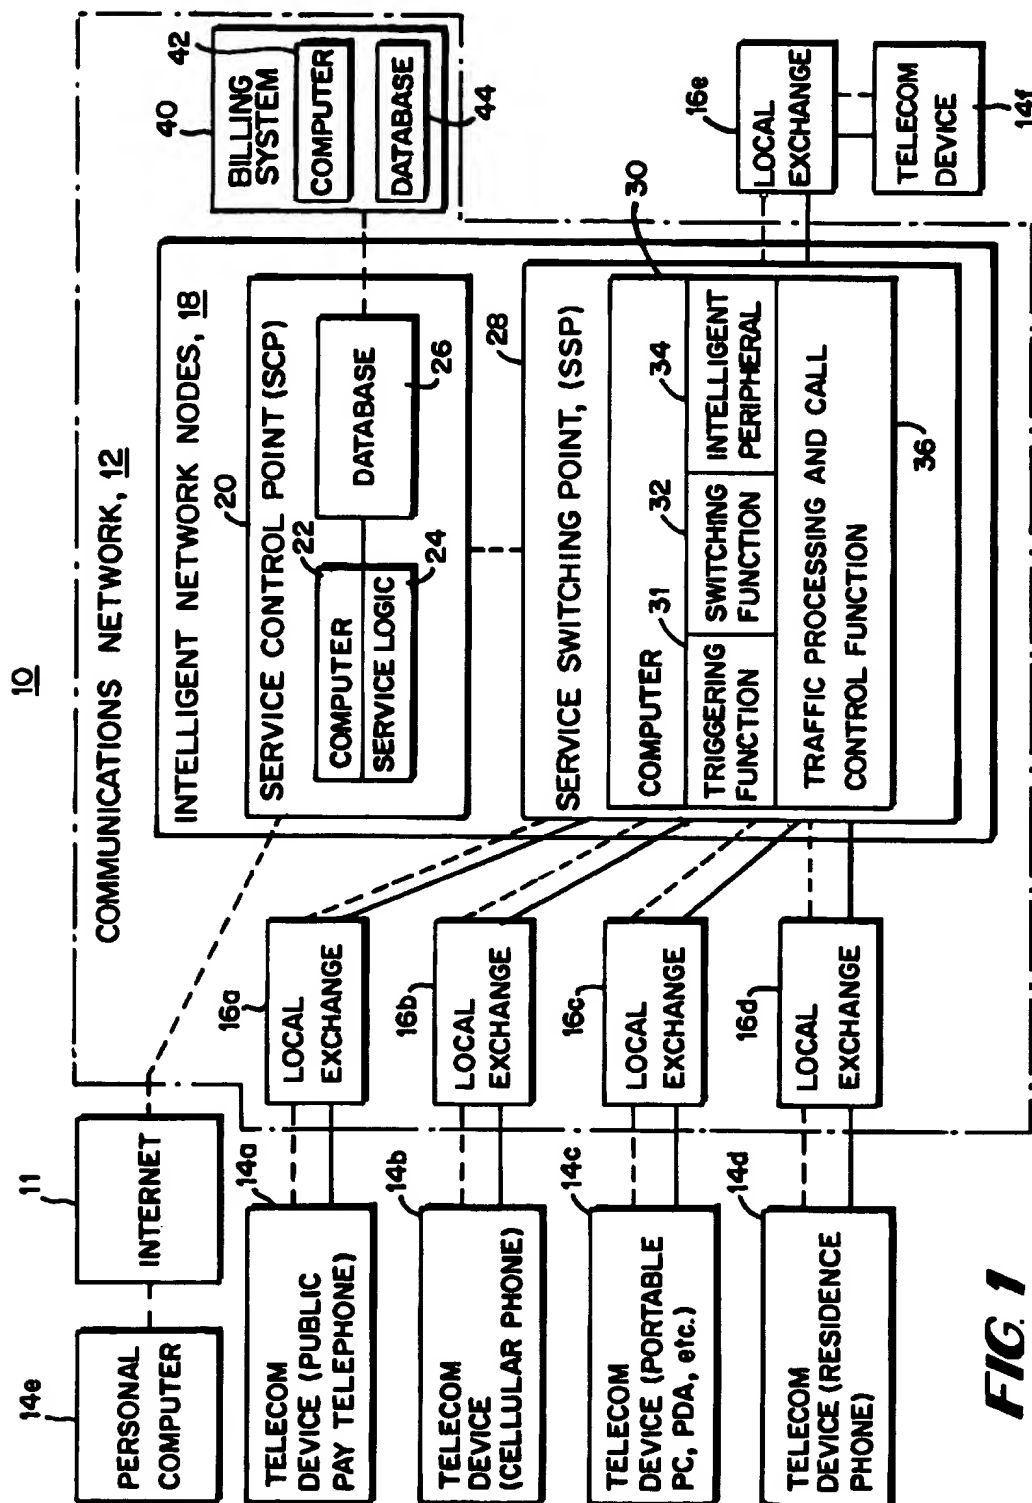 10
COMMUNICATIONS NETWORK, 12
14e
PERSONAL
COMPUTER
11
INTERNET
14a
TELECOM
DEVICE (PUBLIC
PAY TELEPHONE)
14b
TELECOM
DEVICE
(CELLULAR PHONE)
14c
TELECOM
DEVICE (PORTABLE
PC, PDA, etc.)
14d
TELECOM
DEVICE (RESIDENCE
PHONE)
16a
LOCAL
EXCHANGE
16b
LOCAL
EXCHANGE
16c
LOCAL
EXCHANGE
16d
LOCAL
EXCHANGE
INTELLIGENT NETWORK NODES, 18
20
SERVICE CONTROL POINT (SCP)
22
COMPUTER
SERVICE LOGIC
24
DATABASE
26
28
SERVICE SWITCHING POINT, (SSP)
30
COMPUTER
31
TRIGGERING
FUNCTION
32
SWITCHING
FUNCTION
34
INTELLIGENT
PERIPHERAL
TRAFFIC PROCESSING AND CALL
CONTROL FUNCTION
36
40
BILLING
SYSTEM
42
COMPUTER
DATABASE
44
16e
LOCAL
EXCHANGE
TELECOM
DEVICE
14f
FIG. 1